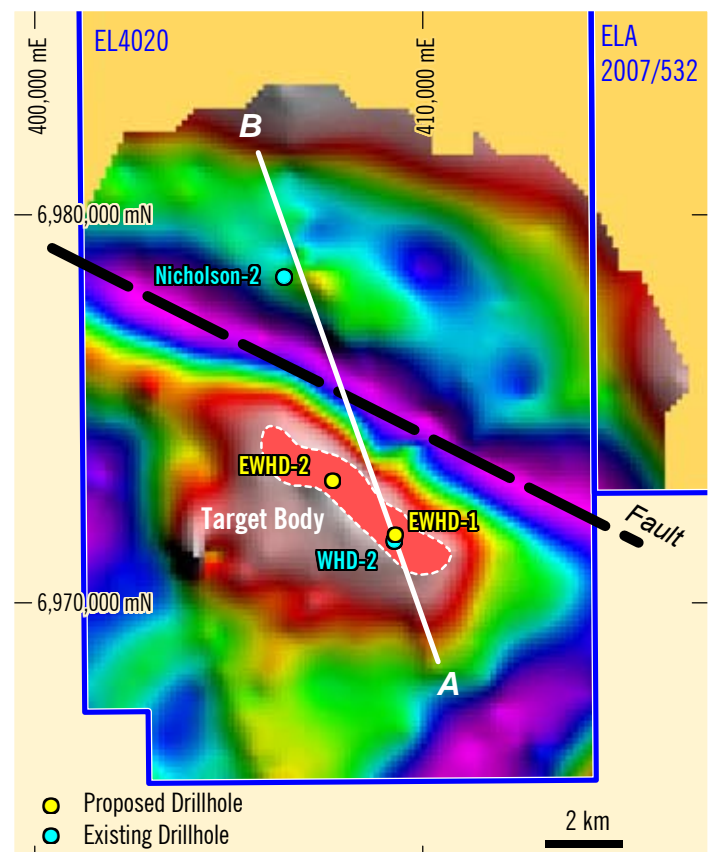 400,000 mE
EL4020
410,000 mE
ELA
2007/532
B
6,980,000 mN
Nicholson-2
EWHD-2
Target Body
EWHD-1
WHD-2
Fault
6,970,000 mN
A
Proposed Drillhole
Existing Drillhole
2 km